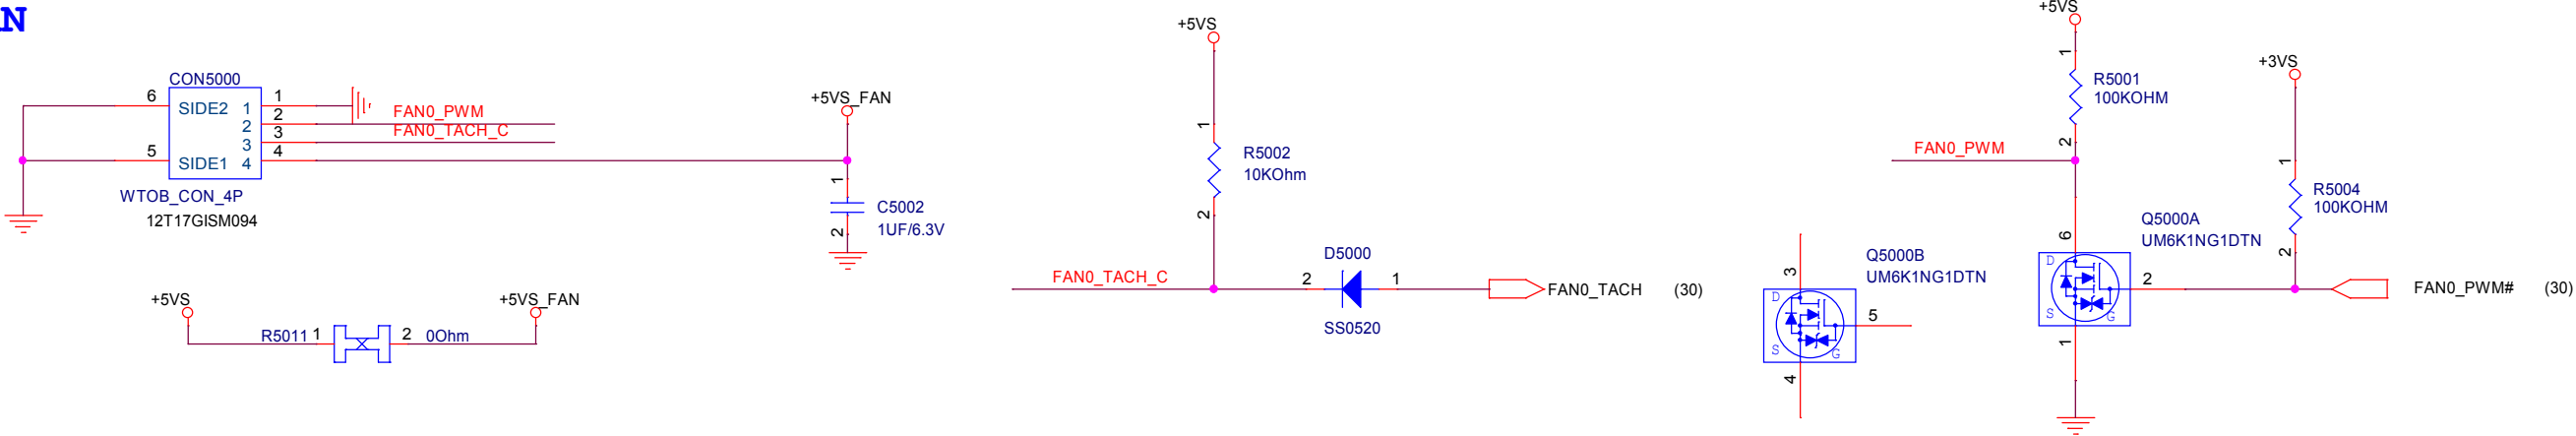 +5VS
+5VS
+3VS
CON5000
6 SIDE2 1 1
2 2 FAN0_PWM
3 3 FAN0_TACH_C
5 SIDE1 4 4
WTOB_CON_4P
12T17GISM094
+5VS_FAN
1
2
C5002
1UF/6.3V
+5VS
R5011 1 2 0Ohm
+5VS_FAN
1
R5002
10KOhm
2
FAN0_TACH_C
D5000
2 1
SS0520
FAN0_TACH (30)
1
R5001
100KOHM
2
FAN0_PWM
1
R5004
100KOHM
2
Q5000B
UM6K1NG1DTN
3
D
S
G
5
4
Q5000A
UM6K1NG1DTN
6
D
S
G
2
1
FAN0_PWM# (30)